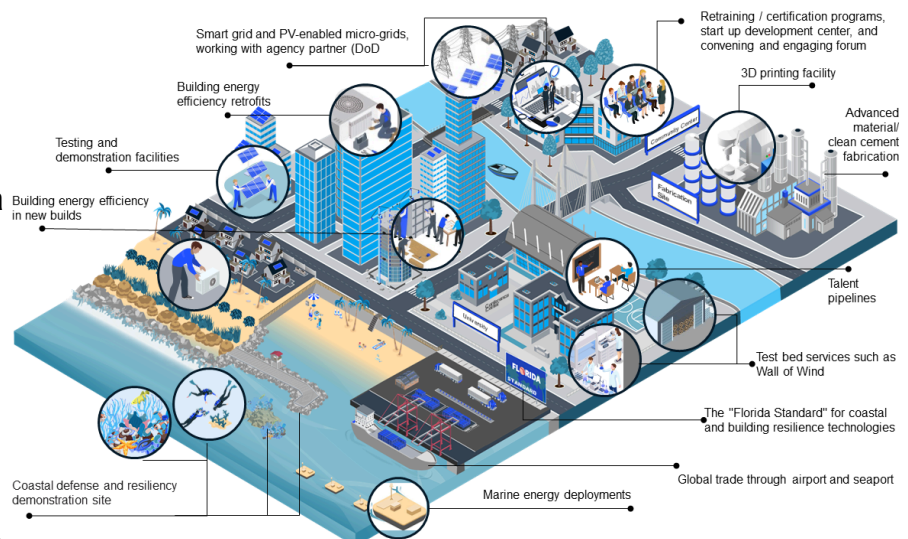 Retraining / certification programs,
start up development center, and
convening and engaging forum
Smart grid and PV-enabled micro-grids,
working with agency partner (DoD
3D printing facility
Building energy
efficiency retrofits
Advanced
material/
clean cement
fabrication
Testing and
demonstration facilities
Community Center
Fabrication
Site
Building energy efficiency
in new builds
Talent
pipelines
University
FLORIDA
STANDARD
Test bed services such as
Wall of Wind
The "Florida Standard" for coastal
and building resilience technologies
Global trade through airport and seaport
Coastal defense and resiliency
demonstration site
Marine energy deployments